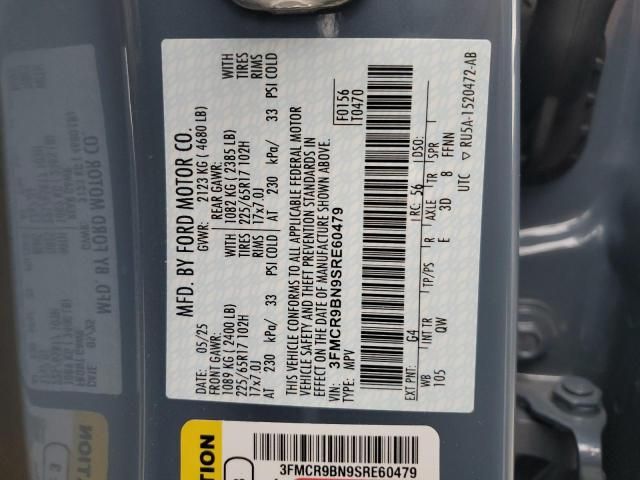 MFD. BY FORD MOTOR CO.
DATE: 05/25
GVWR: 2123 KG ( 4680 LB)
FRONT GAWR:
1089 KG ( 2400 LB)
225/65R17 102H
17x7.0J
AT 230 kPa/ 33 PSI COLD
REAR GAWR:
1082 KG ( 2385 LB)
225/65R17 102H
17x7.0J
AT 230 kPa/ 33 PSI COLD
WITH
TIRES
RIMS
WITH
TIRES
RIMS
THIS VEHICLE CONFORMS TO ALL APPLICABLE FEDERAL MOTOR
VEHICLE SAFETY AND THEFT PREVENTION STANDARDS IN
EFFECT ON THE DATE OF MANUFACTURE SHOWN ABOVE.
VIN: 3FMCR9BN9SRE60479
TYPE: MPV
F0156
T0470
EXT PNT: G4
RC: 56 DSO:
WB INT TR TP/PS R AXLE TR SPR
105 QW E 3D 8 FFNN
UTC ▽ RU5A-1520472-AB
3FMCR9BN9SRE60479